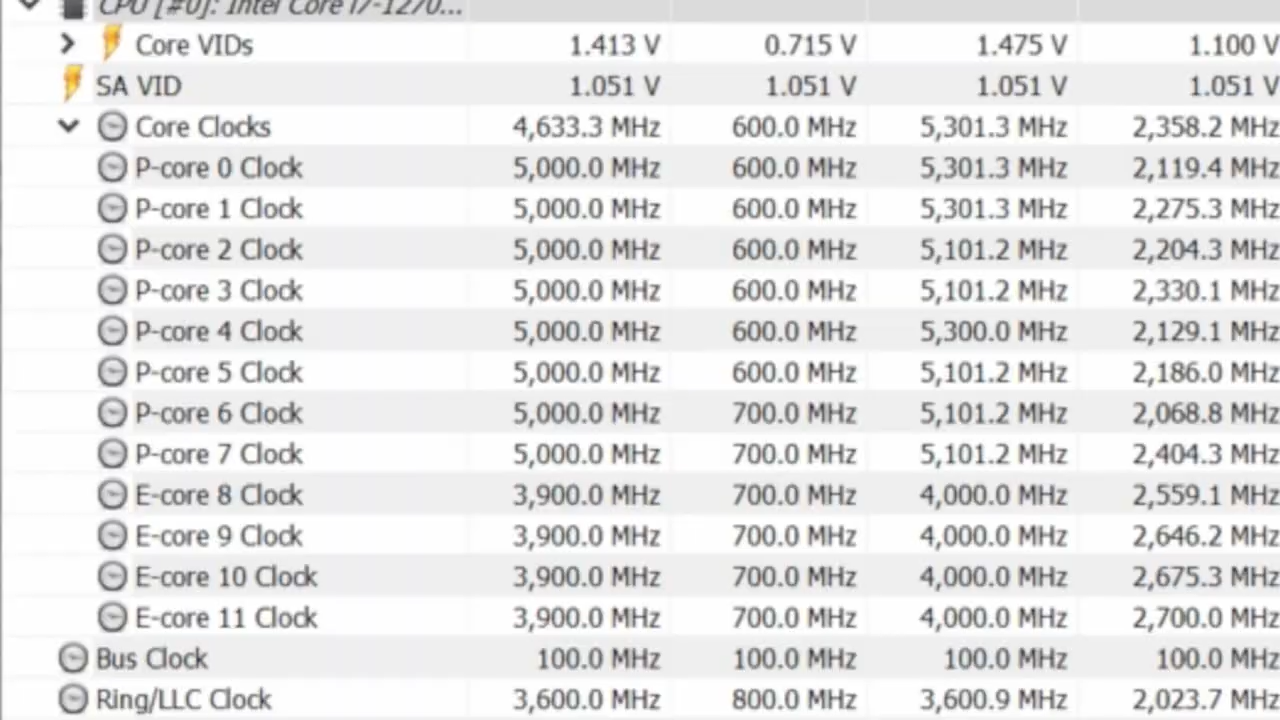 CPU [#0]: Intel Core i7-1270...
Core VIDs 1.413 V 0.715 V 1.475 V 1.100 V
SA VID 1.051 V 1.051 V 1.051 V 1.051 V
Core Clocks 4,633.3 MHz 600.0 MHz 5,301.3 MHz 2,358.2 MHz
P-core 0 Clock 5,000.0 MHz 600.0 MHz 5,301.3 MHz 2,119.4 MHz
P-core 1 Clock 5,000.0 MHz 600.0 MHz 5,301.3 MHz 2,275.3 MHz
P-core 2 Clock 5,000.0 MHz 600.0 MHz 5,101.2 MHz 2,204.3 MHz
P-core 3 Clock 5,000.0 MHz 600.0 MHz 5,101.2 MHz 2,330.1 MHz
P-core 4 Clock 5,000.0 MHz 600.0 MHz 5,300.0 MHz 2,129.1 MHz
P-core 5 Clock 5,000.0 MHz 600.0 MHz 5,101.2 MHz 2,186.0 MHz
P-core 6 Clock 5,000.0 MHz 700.0 MHz 5,101.2 MHz 2,068.8 MHz
P-core 7 Clock 5,000.0 MHz 700.0 MHz 5,101.2 MHz 2,404.3 MHz
E-core 8 Clock 3,900.0 MHz 700.0 MHz 4,000.0 MHz 2,559.1 MHz
E-core 9 Clock 3,900.0 MHz 700.0 MHz 4,000.0 MHz 2,646.2 MHz
E-core 10 Clock 3,900.0 MHz 700.0 MHz 4,000.0 MHz 2,675.3 MHz
E-core 11 Clock 3,900.0 MHz 700.0 MHz 4,000.0 MHz 2,700.0 MHz
Bus Clock 100.0 MHz 100.0 MHz 100.0 MHz 100.0 MHz
Ring/LLC Clock 3,600.0 MHz 800.0 MHz 3,600.9 MHz 2,023.7 MHz